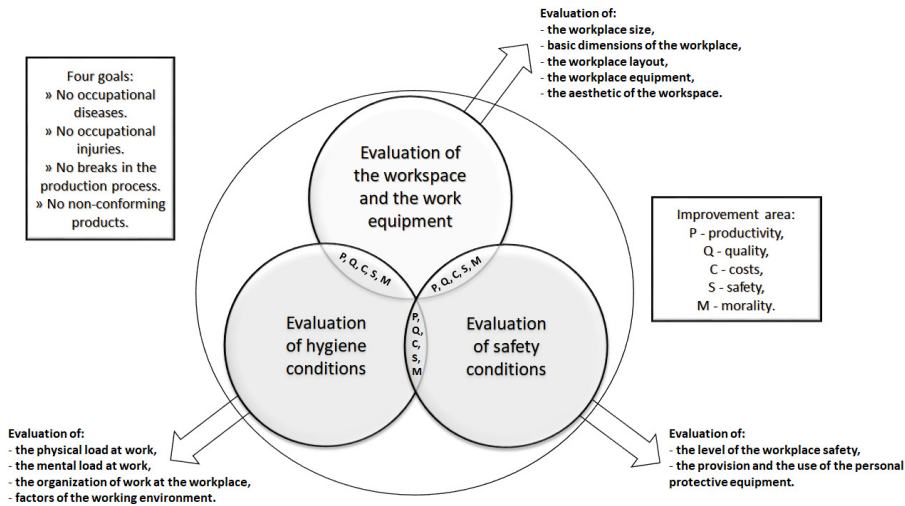 Evaluation of:
- the workplace size,
- basic dimensions of the workplace,
- the workplace layout,
- the workplace equipment,
- the aesthetic of the workspace.
Four goals:
» No occupational
diseases.
» No occupational
injuries.
» No breaks in the
production process.
» No non-conforming
products.
Evaluation of
the workspace
and the work
equipment
Improvement area:
P - productivity,
Q - quality,
C - costs,
S - safety,
M - morality.
P, Q, C, S, M
P, Q, C, S, M
Evaluation
of hygiene
conditions
P,
Q,
C,
S,
M
Evaluation
of safety
conditions
Evaluation of:
- the physical load at work,
- the mental load at work,
- the organization of work at the workplace,
- factors of the working environment.
Evaluation of:
- the level of the workplace safety,
- the provision and the use of the personal
protective equipment.